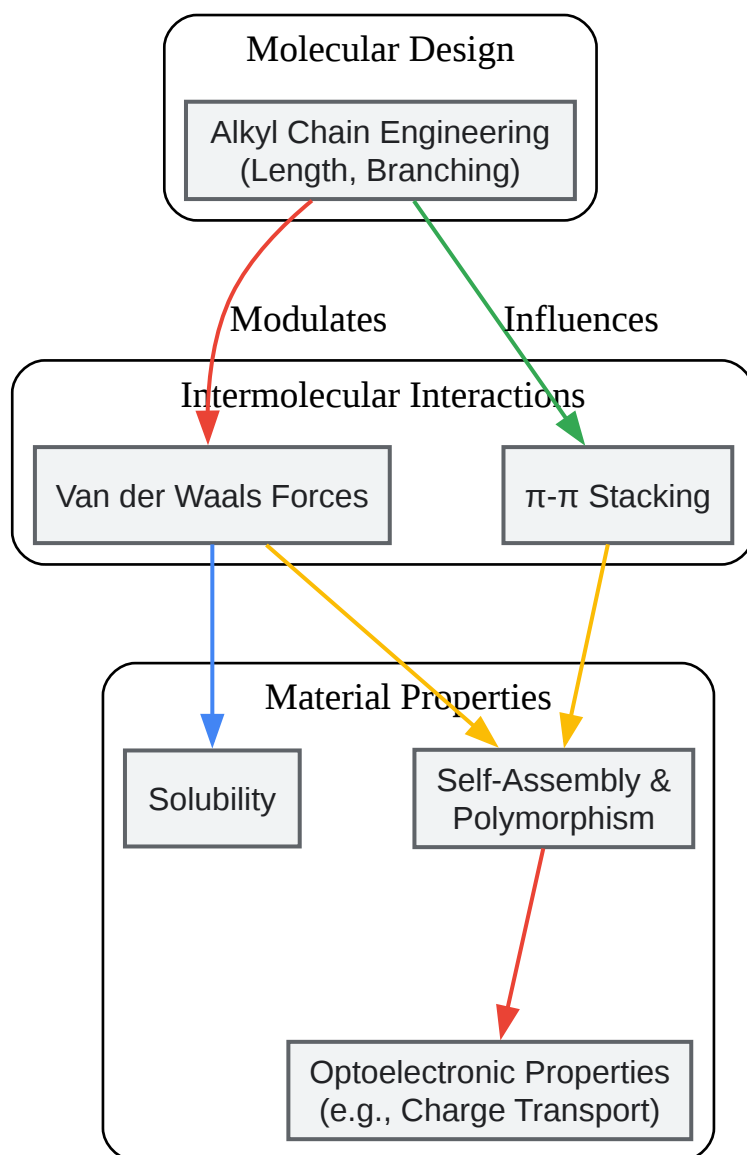 Molecular Design
Alkyl Chain Engineering
(Length, Branching)
Modulates
Influences
Intermolecular Interactions
Van der Waals Forces
π-π Stacking
Material Properties
Solubility
Self-Assembly &
Polymorphism
Optoelectronic Properties
(e.g., Charge Transport)